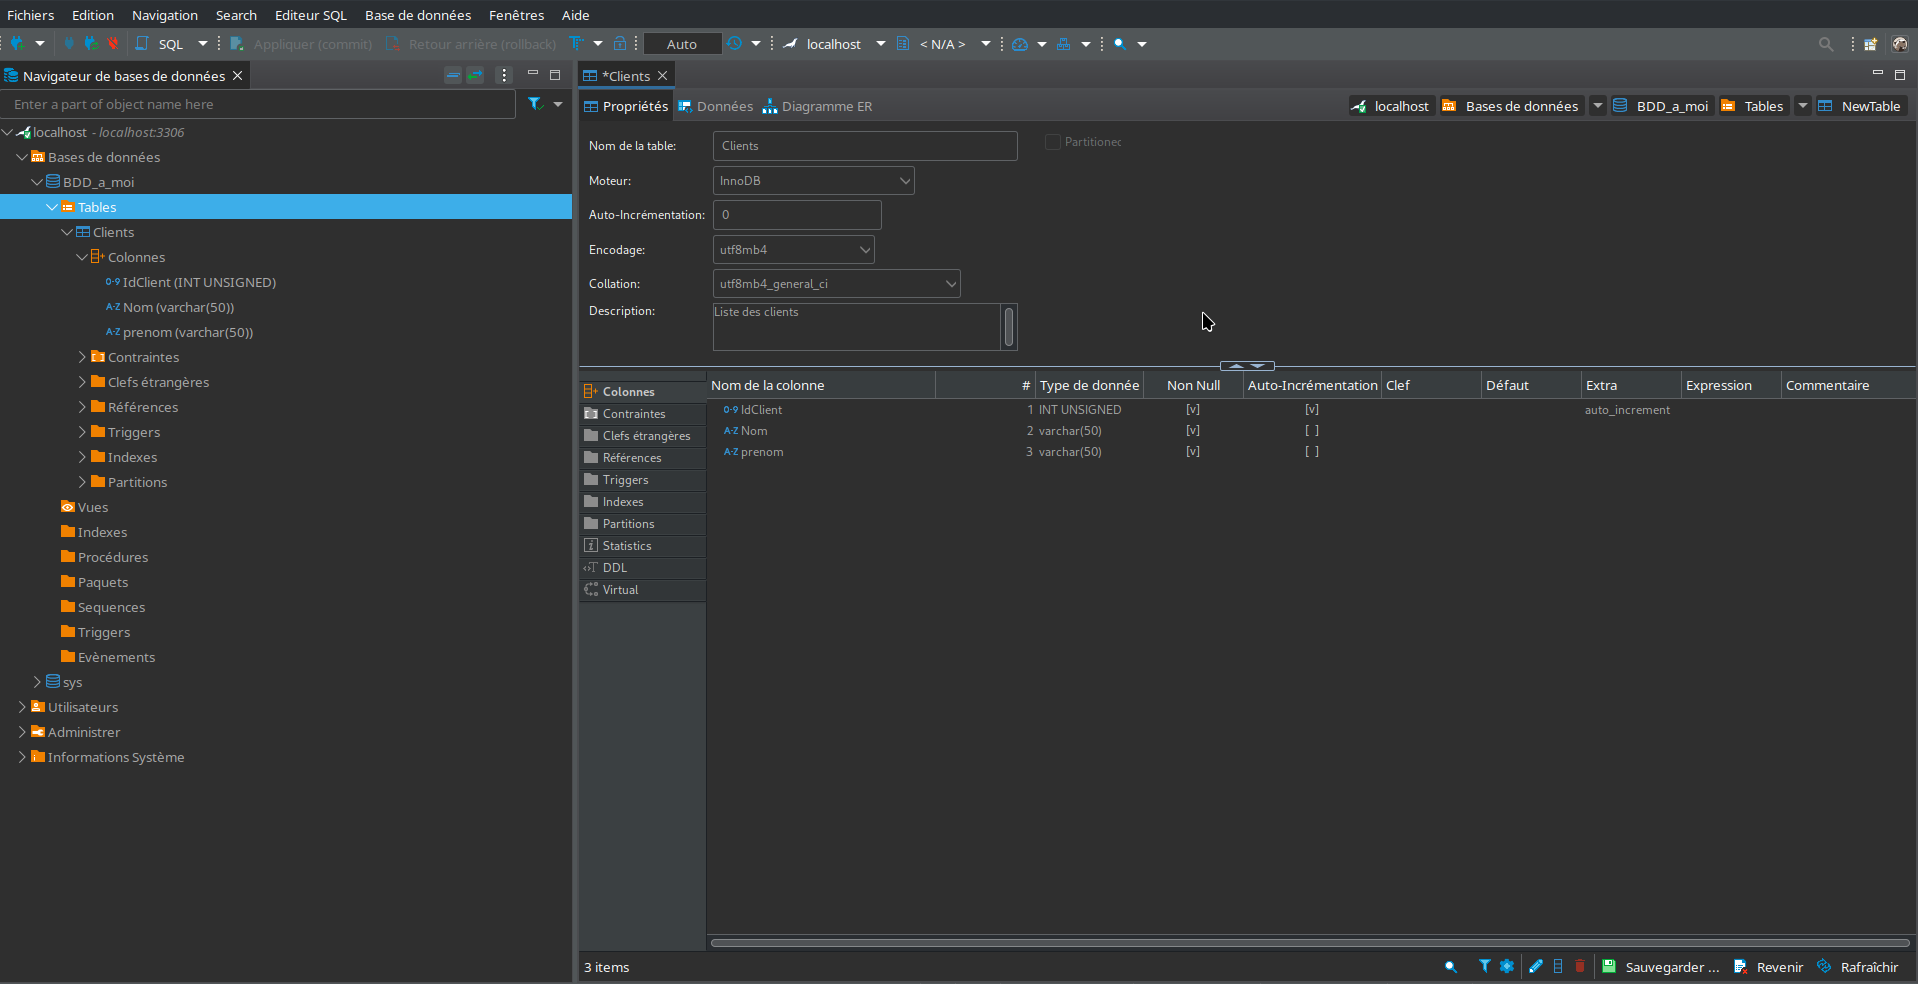 Fichiers Edition Navigation Search Editeur SQL Base de données Fenêtres Aide
SQL Appliquer (commit) Retour arrière (rollback) Auto localhost < N/A >
Navigateur de bases de données
Enter a part of object name here
localhost - localhost:3306
Bases de données
BDD_a_moi
Tables
Clients
Colonnes
0-9 IdClient (INT UNSIGNED)
A-Z Nom (varchar(50))
A-Z prenom (varchar(50))
Contraintes
Clefs étrangères
Références
Triggers
Indexes
Partitions
Vues
Indexes
Procédures
Paquets
Sequences
Triggers
Evènements
sys
Utilisateurs
Administrer
Informations Système
*Clients
Propriétés Données Diagramme ER
localhost Bases de données BDD_a_moi Tables NewTable
Nom de la table: Clients Partitionec
Moteur: InnoDB
Auto-Incrémentation: 0
Encodage: utf8mb4
Collation: utf8mb4_general_ci
Description: Liste des clients
Colonnes
Contraintes
Clefs étrangères
Références
Triggers
Indexes
Partitions
Statistics
DDL
Virtual
Nom de la colonne # Type de donnée Non Null Auto-Incrémentation Clef Défaut Extra Expression Commentaire
0-9 IdClient 1 INT UNSIGNED [v] [v] auto_increment
A-Z Nom 2 varchar(50) [v] [ ]
A-Z prenom 3 varchar(50) [v] [ ]
3 items
Sauvegarder ... Revenir Rafraîchir